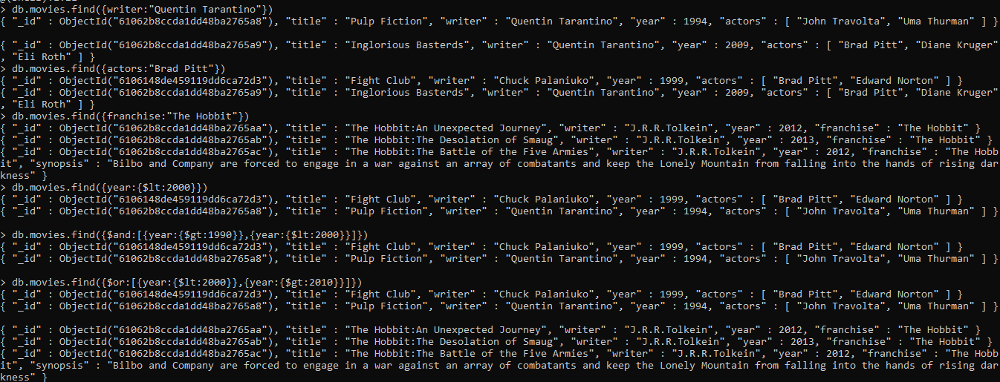 > db.movies.find({writer:"Quentin Tarantino"})
{ "_id" : ObjectId("61062b8ccda1dd48ba2765a8"), "title" : "Pulp Fiction", "writer" : "Quentin Tarantino", "year" : 1994, "actors" : [ "John Travolta", "Uma Thurman" ] }
{ "_id" : ObjectId("61062b8ccda1dd48ba2765a9"), "title" : "Inglorious Basterds", "writer" : "Quentin Tarantino", "year" : 2009, "actors" : [ "Brad Pitt", "Diane Kruger"
, "Eli Roth" ] }
> db.movies.find({actors:"Brad Pitt"})
{ "_id" : ObjectId("6106148de459119dd6ca72d3"), "title" : "Fight Club", "writer" : "Chuck Palaniuko", "year" : 1999, "actors" : [ "Brad Pitt", "Edward Norton" ] }
{ "_id" : ObjectId("61062b8ccda1dd48ba2765a9"), "title" : "Inglorious Basterds", "writer" : "Quentin Tarantino", "year" : 2009, "actors" : [ "Brad Pitt", "Diane Kruger"
, "Eli Roth" ] }
> db.movies.find({franchise:"The Hobbit"})
{ "_id" : ObjectId("61062b8ccda1dd48ba2765aa"), "title" : "The Hobbit:An Unexpected Journey", "writer" : "J.R.R.Tolkein", "year" : 2012, "franchise" : "The Hobbit" }
{ "_id" : ObjectId("61062b8ccda1dd48ba2765ab"), "title" : "The Hobbit:The Desolation of Smaug", "writer" : "J.R.R.Tolkein", "year" : 2013, "franchise" : "The Hobbit" }
{ "_id" : ObjectId("61062b8ccda1dd48ba2765ac"), "title" : "The Hobbit:The Battle of the Five Armies", "writer" : "J.R.R.Tolkein", "year" : 2012, "franchise" : "The Hobb
it", "synopsis" : "Bilbo and Company are forced to engage in a war against an array of combatants and keep the Lonely Mountain from falling into the hands of rising dar
kness" }
> db.movies.find({year:{$lt:2000}})
{ "_id" : ObjectId("6106148de459119dd6ca72d3"), "title" : "Fight Club", "writer" : "Chuck Palaniuko", "year" : 1999, "actors" : [ "Brad Pitt", "Edward Norton" ] }
{ "_id" : ObjectId("61062b8ccda1dd48ba2765a8"), "title" : "Pulp Fiction", "writer" : "Quentin Tarantino", "year" : 1994, "actors" : [ "John Travolta", "Uma Thurman" ] }
> db.movies.find({$and:[{year:{$gt:1990}},{year:{$lt:2000}}]})
{ "_id" : ObjectId("6106148de459119dd6ca72d3"), "title" : "Fight Club", "writer" : "Chuck Palaniuko", "year" : 1999, "actors" : [ "Brad Pitt", "Edward Norton" ] }
{ "_id" : ObjectId("61062b8ccda1dd48ba2765a8"), "title" : "Pulp Fiction", "writer" : "Quentin Tarantino", "year" : 1994, "actors" : [ "John Travolta", "Uma Thurman" ] }
> db.movies.find({$or:[{year:{$lt:2000}},{year:{$gt:2010}}]})
{ "_id" : ObjectId("6106148de459119dd6ca72d3"), "title" : "Fight Club", "writer" : "Chuck Palaniuko", "year" : 1999, "actors" : [ "Brad Pitt", "Edward Norton" ] }
{ "_id" : ObjectId("61062b8ccda1dd48ba2765a8"), "title" : "Pulp Fiction", "writer" : "Quentin Tarantino", "year" : 1994, "actors" : [ "John Travolta", "Uma Thurman" ] }
{ "_id" : ObjectId("61062b8ccda1dd48ba2765aa"), "title" : "The Hobbit:An Unexpected Journey", "writer" : "J.R.R.Tolkein", "year" : 2012, "franchise" : "The Hobbit" }
{ "_id" : ObjectId("61062b8ccda1dd48ba2765ab"), "title" : "The Hobbit:The Desolation of Smaug", "writer" : "J.R.R.Tolkein", "year" : 2013, "franchise" : "The Hobbit" }
{ "_id" : ObjectId("61062b8ccda1dd48ba2765ac"), "title" : "The Hobbit:The Battle of the Five Armies", "writer" : "J.R.R.Tolkein", "year" : 2012, "franchise" : "The Hobb
it", "synopsis" : "Bilbo and Company are forced to engage in a war against an array of combatants and keep the Lonely Mountain from falling into the hands of rising dar
kness" }